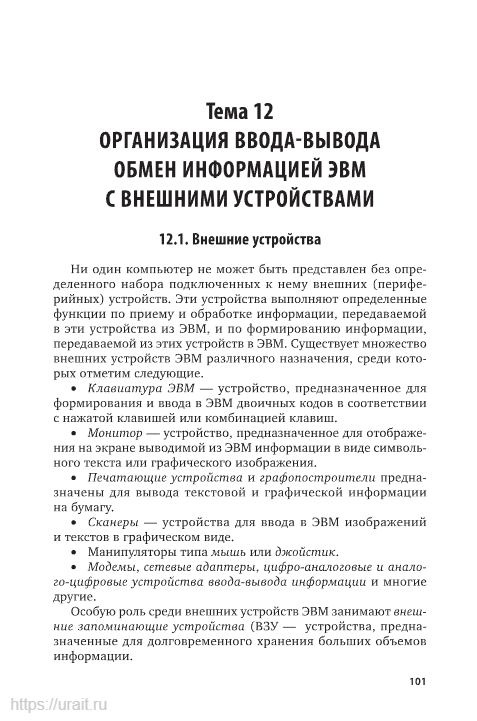 Тема 12
ОРГАНИЗАЦИЯ ВВОДА-ВЫВОДА
ОБМЕН ИНФОРМАЦИЕЙ ЭВМ
С ВНЕШНИМИ УСТРОЙСТВАМИ
12.1. Внешние устройства
Ни один компьютер не может быть представлен без опре-
деленного набора подключенных к нему внешних (перифе-
рийных) устройств. Эти устройства выполняют определенные
функции по приему и обработке информации, передаваемой
в эти устройства из ЭВМ, и по формированию информации,
передаваемой из этих устройств в ЭВМ. Существует множество
внешних устройств ЭВМ различного назначения, среди кото-
рых отметим следующие.
• Клавиатура ЭВМ — устройство, предназначенное для
формирования и ввода в ЭВМ двоичных кодов в соответствии
с нажатой клавишей или комбинацией клавиш.
• Монитор — устройство, предназначенное для отображе-
ния на экране выводимой из ЭВМ информации в виде символь-
ного текста или графического изображения.
• Печатающие устройства и графопостроители предна-
значены для вывода текстовой и графической информации
на бумагу.
• Сканеры — устройства для ввода в ЭВМ изображений
и текстов в графическом виде.
• Манипуляторы типа мышь или джойстик.
• Модемы, сетевые адаптеры, цифро-аналоговые и анало-
го-цифровые устройства ввода-вывода информации и многие
другие.
Особую роль среди внешних устройств ЭВМ занимают внеш-
ние запоминающие устройства (ВЗУ — устройства, предна-
значенные для долговременного хранения больших объемов
информации.
101
https://urait.ru